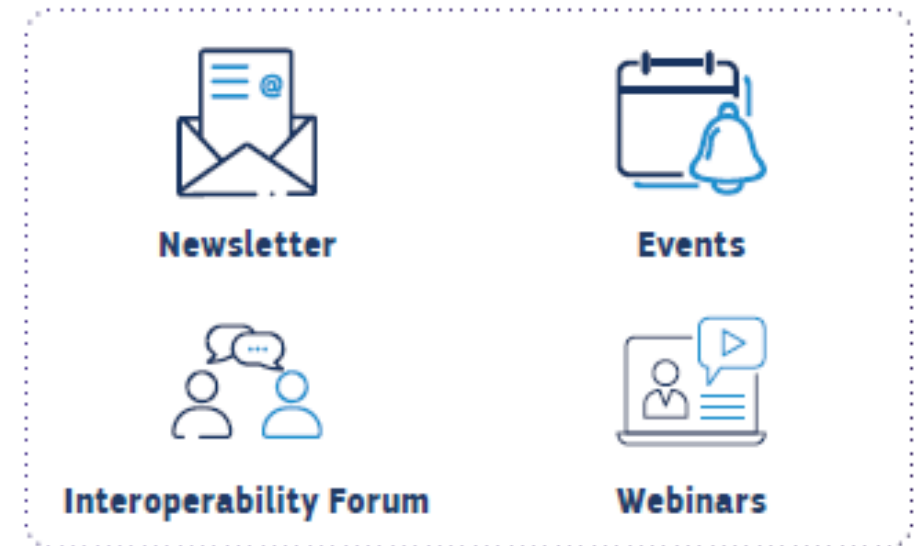 @
Newsletter
Events
Interoperability Forum
Webinars